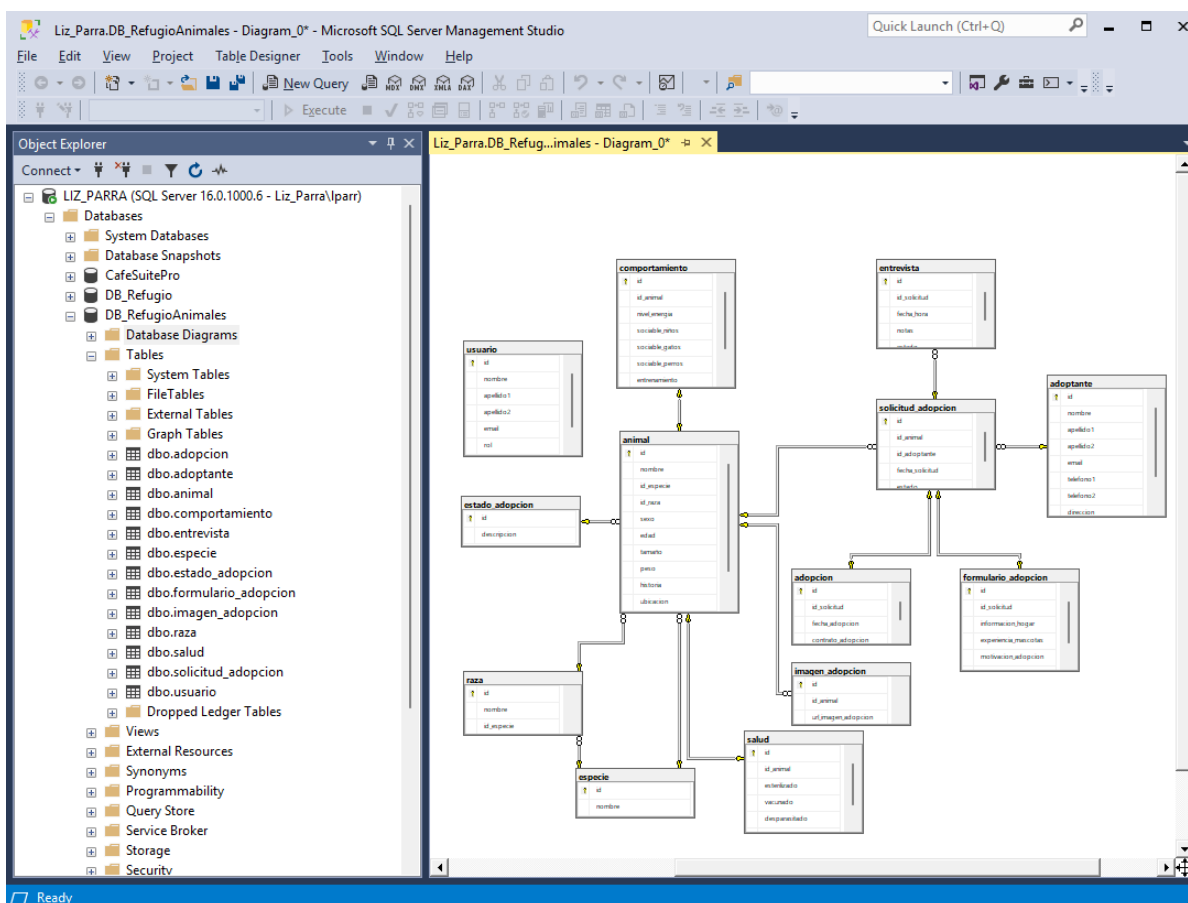 Liz_Parra.DB_RefugioAnimales - Diagram_0* - Microsoft SQL Server Management Studio
Quick Launch (Ctrl+Q)
File Edit View Project Table Designer Tools Window Help
New Query
MDX DMX XMLA DAX
Execute
Object Explorer
Connect
LIZ_PARRA (SQL Server 16.0.1000.6 - Liz_Parra\lparr)
Databases
System Databases
Database Snapshots
CafeSuitePro
DB_Refugio
DB_RefugioAnimales
Database Diagrams
Tables
System Tables
FileTables
External Tables
Graph Tables
dbo.adopcion
dbo.adoptante
dbo.animal
dbo.comportamiento
dbo.entrevista
dbo.especie
dbo.estado_adopcion
dbo.formulario_adopcion
dbo.imagen_adopcion
dbo.raza
dbo.salud
dbo.solicitud_adopcion
dbo.usuario
Dropped Ledger Tables
Views
External Resources
Synonyms
Programmability
Query Store
Service Broker
Storage
Security
Liz_Parra.DB_Refug...imales - Diagram_0*
comportamiento
id
id_animal
nivel_energia
sociable_niños
sociable_gatos
sociable_perros
entrenamiento
entrevista
id
id_solicitud
fecha_hora
notas
estado
usuario
id
nombre
apellido1
apellido2
email
rol
adoptante
id
nombre
apellido1
apellido2
email
telefono1
telefono2
direccion
solicitud_adopcion
id
id_animal
id_adoptante
fecha_solicitud
estado
animal
id
nombre
id_especie
id_raza
sexo
edad
tamaño
peso
historia
ubicacion
estado_adopcion
id
descripcion
adopcion
id
id_solicitud
fecha_adopcion
contrato_adopcion
formulario_adopcion
id
id_solicitud
informacion_hogar
experiencia_mascotas
motivacion_adopcion
imagen_adopcion
id
id_animal
url_imagen_adopcion
raza
id
nombre
id_especie
salud
id
id_animal
esterilizado
vacunado
desparasitado
especie
id
nombre
Ready